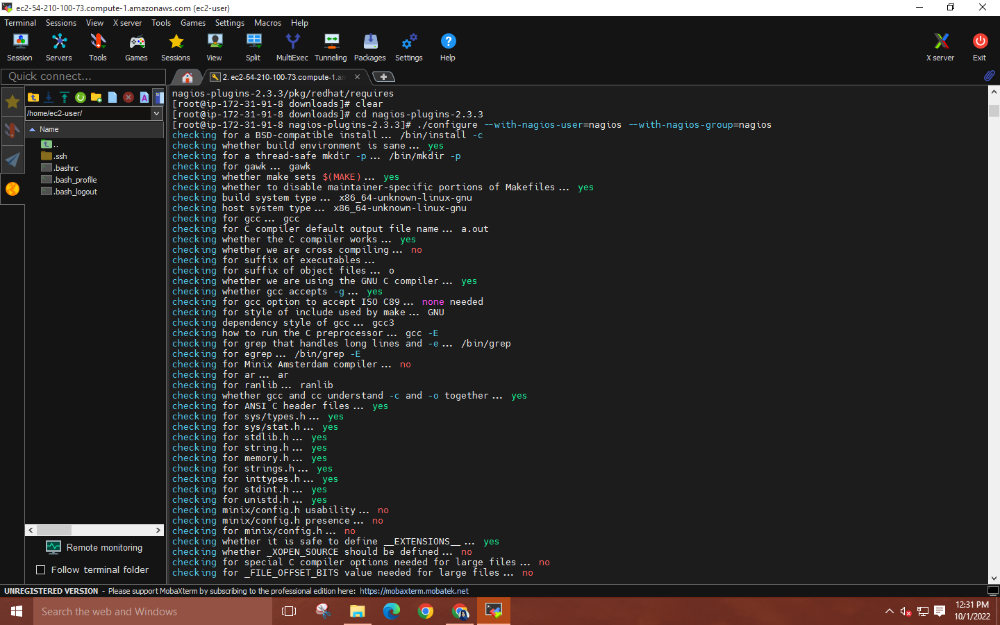 ec2-54-210-100-73.compute-1.amazonaws.com (ec2-user)
Terminal Sessions View X server Tools Games Settings Macros Help
Session Servers Tools Games Sessions View Split MultiExec Tunneling Packages Settings Help X server Exit
Quick connect...
2. ec2-54-210-100-73.compute-1.am
/home/ec2-user/
Name
..
.ssh
.bashrc
.bash_profile
.bash_logout
Remote monitoring
Follow terminal folder
nagios-plugins-2.3.3/pkg/redhat/requires
[root@ip-172-31-91-8 downloads]# clear
[root@ip-172-31-91-8 downloads]# cd nagios-plugins-2.3.3
[root@ip-172-31-91-8 nagios-plugins-2.3.3]# ./configure --with-nagios-user=nagios --with-nagios-group=nagios
checking for a BSD-compatible install... /bin/install -c
checking whether build environment is sane... yes
checking for a thread-safe mkdir -p... /bin/mkdir -p
checking for gawk... gawk
checking whether make sets $(MAKE)... yes
checking whether to disable maintainer-specific portions of Makefiles... yes
checking build system type... x86_64-unknown-linux-gnu
checking host system type... x86_64-unknown-linux-gnu
checking for gcc... gcc
checking for C compiler default output file name... a.out
checking whether the C compiler works... yes
checking whether we are cross compiling... no
checking for suffix of executables...
checking for suffix of object files... o
checking whether we are using the GNU C compiler... yes
checking whether gcc accepts -g... yes
checking for gcc option to accept ISO C89... none needed
checking for style of include used by make... GNU
checking dependency style of gcc... gcc3
checking how to run the C preprocessor... gcc -E
checking for grep that handles long lines and -e... /bin/grep
checking for egrep... /bin/grep -E
checking for Minix Amsterdam compiler... no
checking for ar... ar
checking for ranlib... ranlib
checking whether gcc and cc understand -c and -o together... yes
checking for ANSI C header files... yes
checking for sys/types.h... yes
checking for sys/stat.h... yes
checking for stdlib.h... yes
checking for string.h... yes
checking for memory.h... yes
checking for strings.h... yes
checking for inttypes.h... yes
checking for stdint.h... yes
checking for unistd.h... yes
checking minix/config.h usability... no
checking minix/config.h presence... no
checking for minix/config.h... no
checking whether it is safe to define __EXTENSIONS__... yes
checking whether _XOPEN_SOURCE should be defined... no
checking for special C compiler options needed for large files... no
checking for _FILE_OFFSET_BITS value needed for large files... no
UNREGISTERED VERSION - Please support MobaXterm by subscribing to the professional edition here: https://mobaxterm.mobatek.net
Search the web and Windows
12:31 PM
10/1/2022